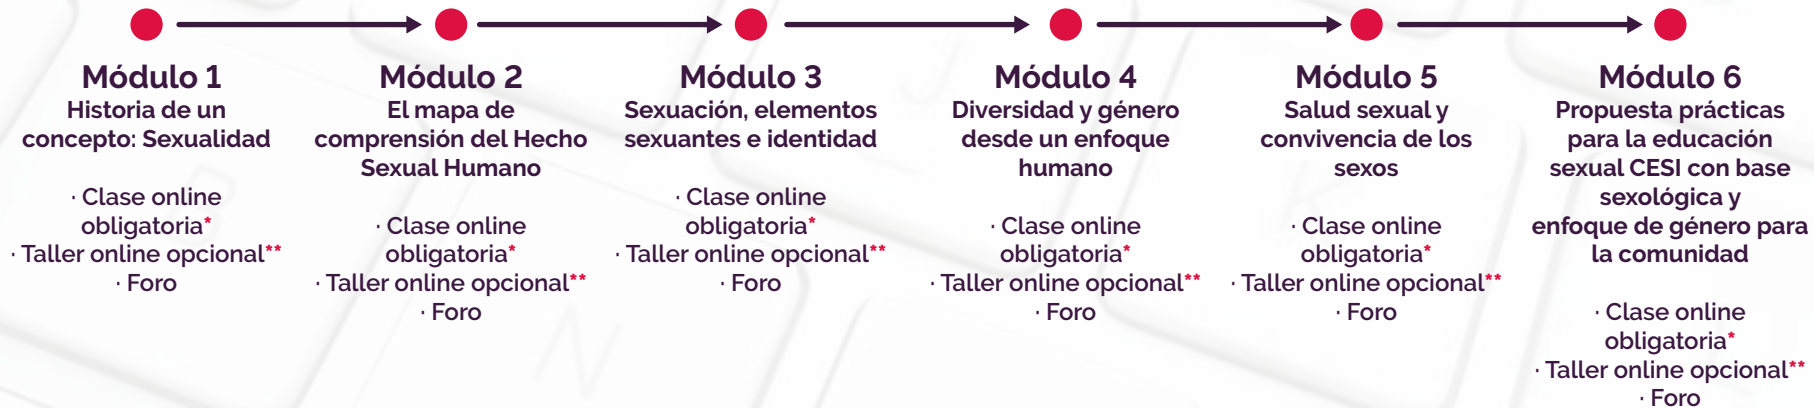 Módulo 1
Historia de un
concepto: Sexualidad
· Clase online
obligatoria*
· Taller online opcional**
· Foro
Módulo 2
El mapa de
comprensión del Hecho
Sexual Humano
· Clase online
obligatoria*
· Taller online opcional**
· Foro
Módulo 3
Sexuación, elementos
sexuantes e identidad
· Clase online
obligatoria*
· Taller online opcional**
· Foro
Módulo 4
Diversidad y género
desde un enfoque
humano
· Clase online
obligatoria*
· Taller online opcional**
· Foro
Módulo 5
Salud sexual y
convivencia de los
sexos
· Clase online
obligatoria*
· Taller online opcional**
· Foro
Módulo 6
Propuesta prácticas
para la educación
sexual CESI con base
sexológica y
enfoque de género para
la comunidad
· Clase online
obligatoria*
· Taller online opcional**
· Foro